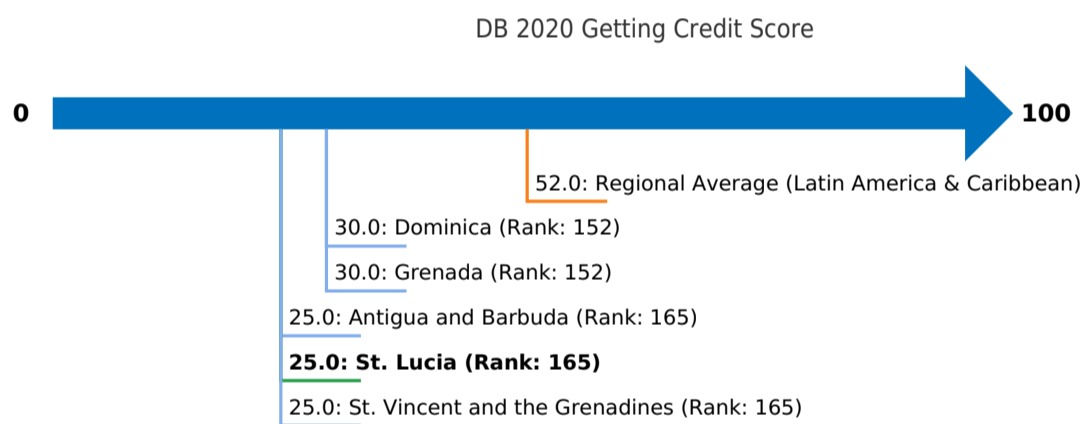 DB 2020 Getting Credit Score
0
100
52.0: Regional Average (Latin America & Caribbean)
30.0: Dominica (Rank: 152)
30.0: Grenada (Rank: 152)
25.0: Antigua and Barbuda (Rank: 165)
25.0: St. Lucia (Rank: 165)
25.0: St. Vincent and the Grenadines (Rank: 165)